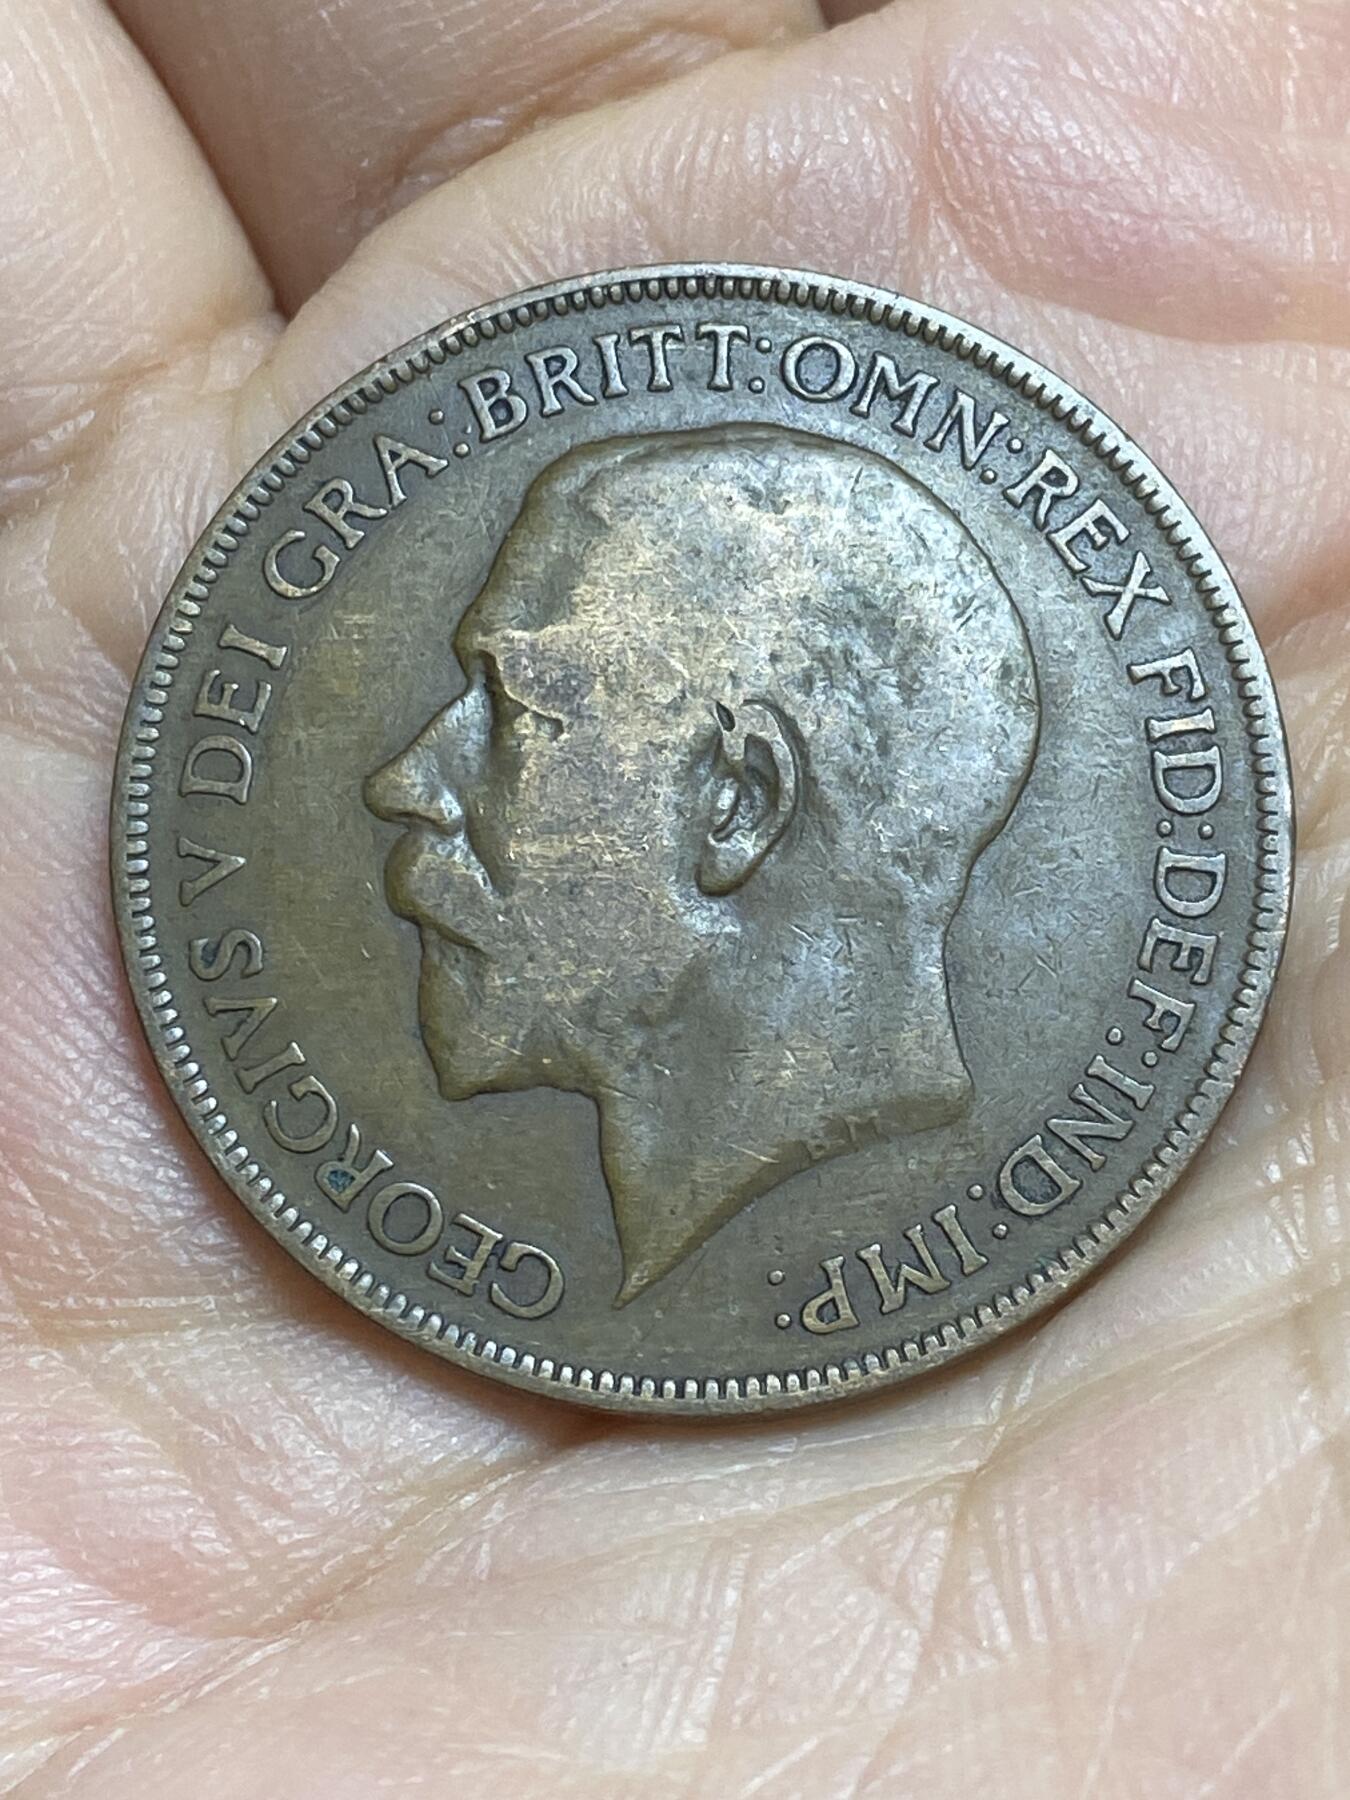 GEORGIVS V DEI GRA: BRITT: OMN: REX FID: DEF: IND: IMP: